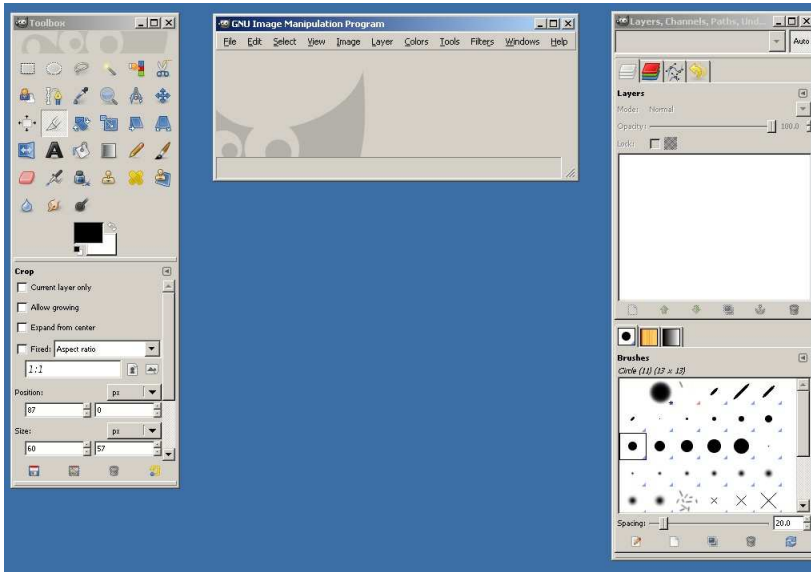 Toolbox
Crop
Current layer only
Allow growing
Expand from center
Fixed: Aspect ratio
1:1
Position: px
87 0
Size: px
60 57
GNU Image Manipulation Program
File Edit Select View Image Layer Colors Tools Filters Windows Help
Layers, Channels, Paths, Und...
Auto
Layers
Mode: Normal
Opacity: 100.0
Lock:
Brushes
Circle (11) (13 x 13)
Spacing: 20.0